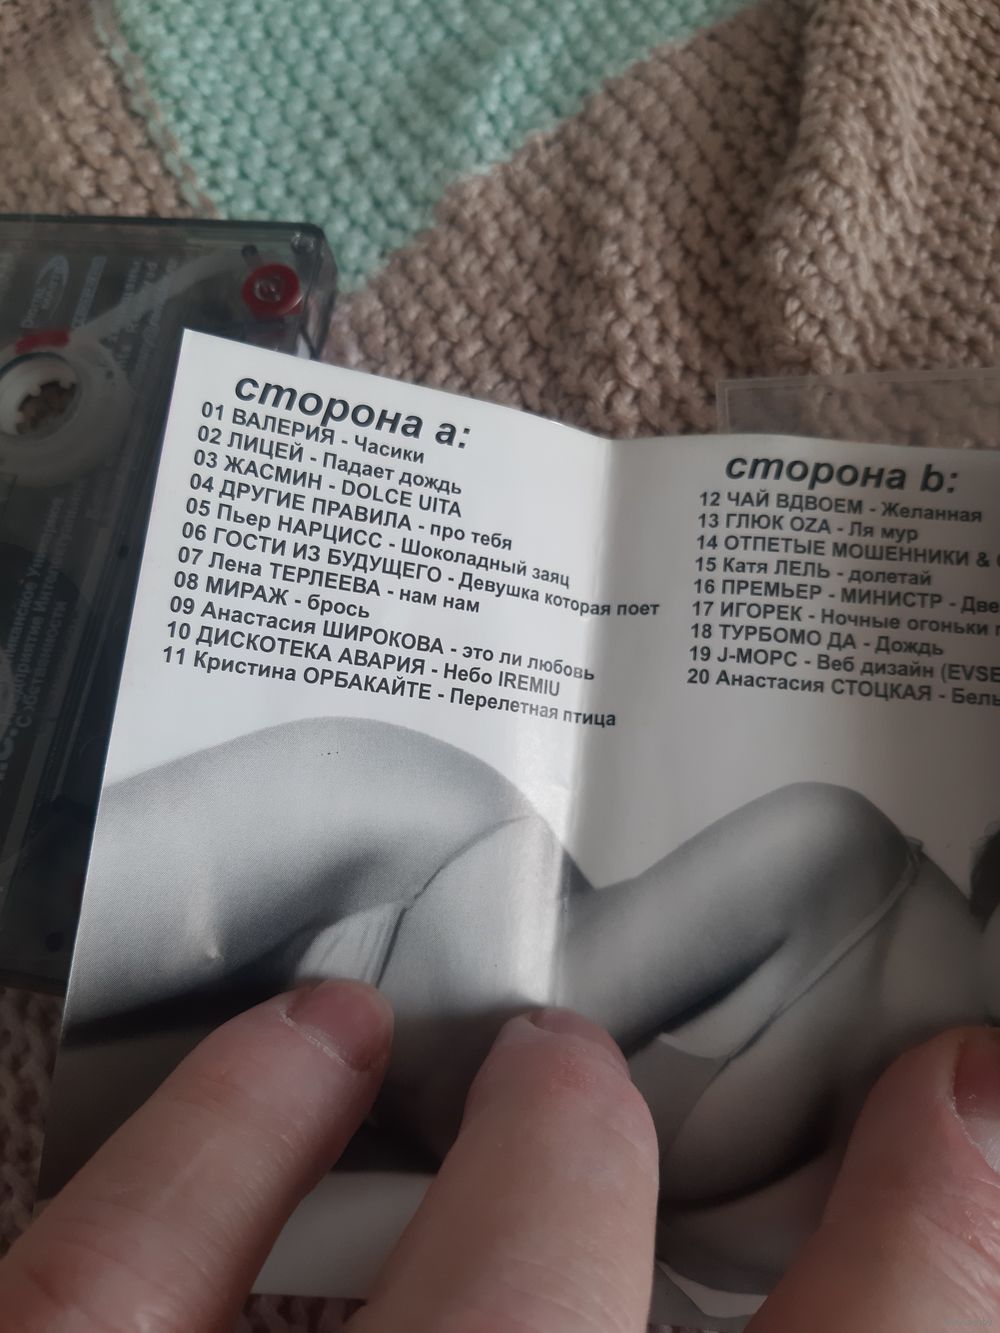 сторона a:
01 ВАЛЕРИЯ - Часики
02 ЛИЦЕЙ - Падает дождь
03 ЖАСМИН - DOLCE UITA
04 ДРУГИЕ ПРАВИЛА - про тебя
05 Пьер НАРЦИСС - Шоколадный заяц
06 ГОСТИ ИЗ БУДУЩЕГО - Девушка которая поет
07 Лена ТЕРЛЕЕВА - нам нам
08 МИРАЖ - брось
09 Анастасия ШИРОКОВА - это ли любовь
10 ДИСКОТЕКА АВАРИЯ - Небо IREMIU
11 Кристина ОРБАКАЙТЕ - Перелетная птица
сторона b:
12 ЧАЙ ВДВОЕМ - Желанная
13 ГЛЮК OZA - Ля мур
14 ОТПЕТЫЕ МОШЕННИКИ &
15 Катя ЛЕЛЬ - долетай
16 ПРЕМЬЕР - МИНИСТР - Две
17 ИГОРЕК - Ночные огоньки
18 ТУРБОМО ДА - Дождь
19 J-МОРС - Веб дизайн (EVSE
20 Анастасия СТОЦКАЯ - Бель